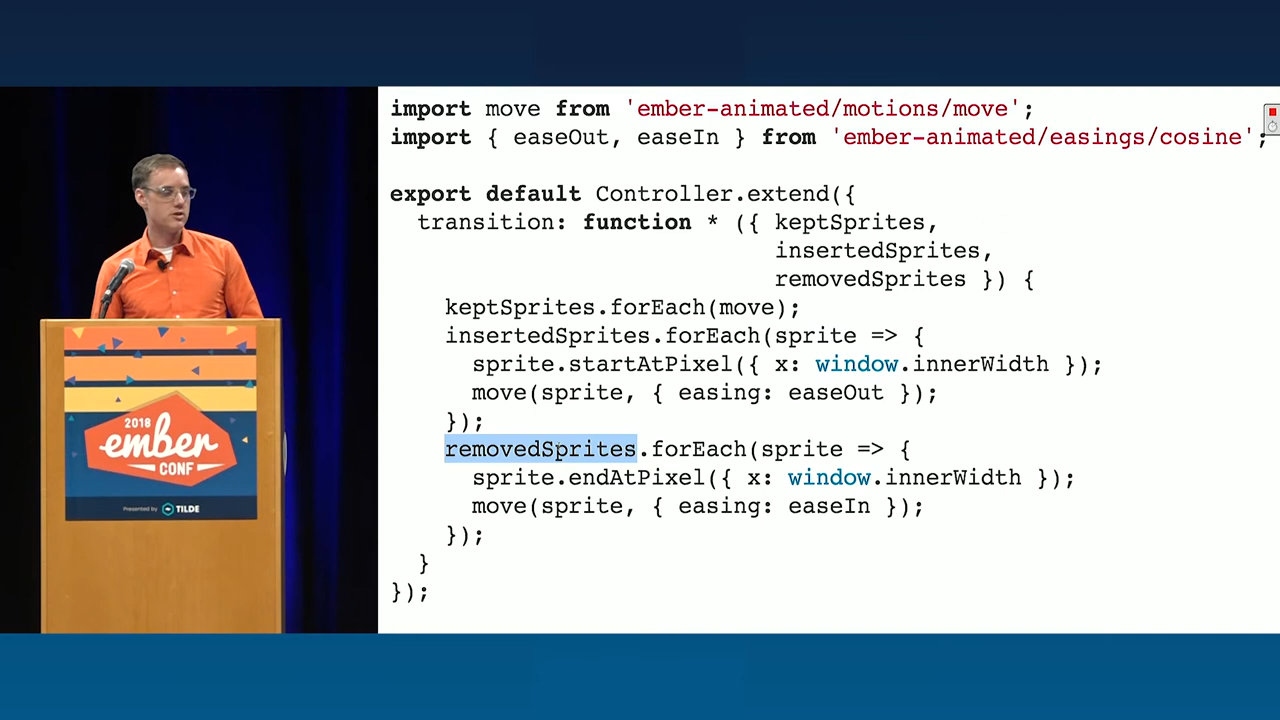 import move from 'ember-animated/motions/move';
import { easeOut, easeIn } from 'ember-animated/easings/cosine';
export default Controller.extend({
transition: function * ({ keptSprites,
insertedSprites,
removedSprites }) {
keptSprites.forEach(move);
insertedSprites.forEach(sprite => {
sprite.startAtPixel({ x: window.innerWidth });
move(sprite, { easing: easeOut });
});
removedSprites.forEach(sprite => {
sprite.endAtPixel({ x: window.innerWidth });
move(sprite, { easing: easeIn });
});
}
});
2018
ember
CONF
Presented by TILDE